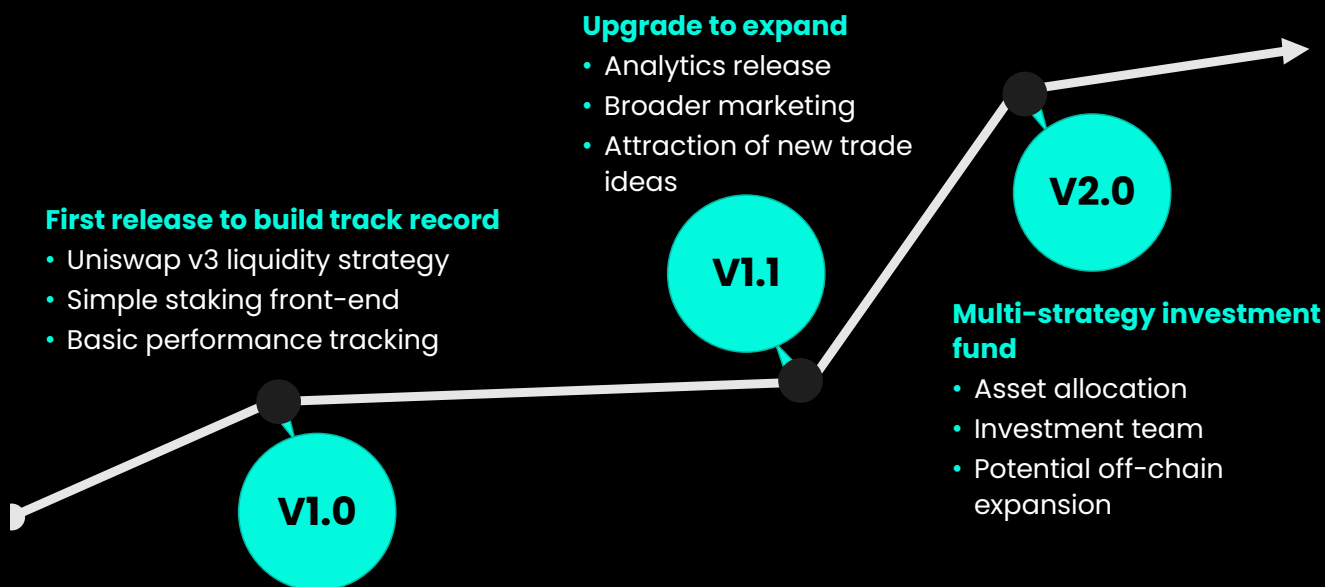 First release to build track record
• Uniswap v3 liquidity strategy
• Simple staking front-end
• Basic performance tracking
V1.0
Upgrade to expand
• Analytics release
• Broader marketing
• Attraction of new trade
ideas
V1.1
V2.0
Multi-strategy investment
fund
• Asset allocation
• Investment team
• Potential off-chain
expansion